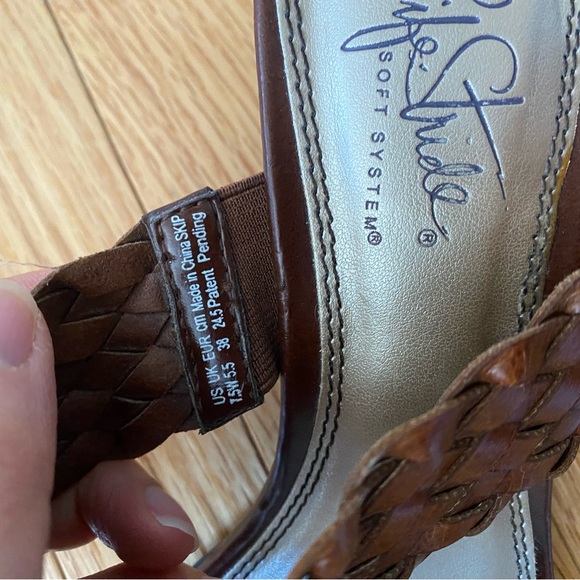 Life Stride®
SOFT SYSTEM®
US UK EUR cm Made in China SKIP
7.5W 5.5 38 24.5 Patent Pending